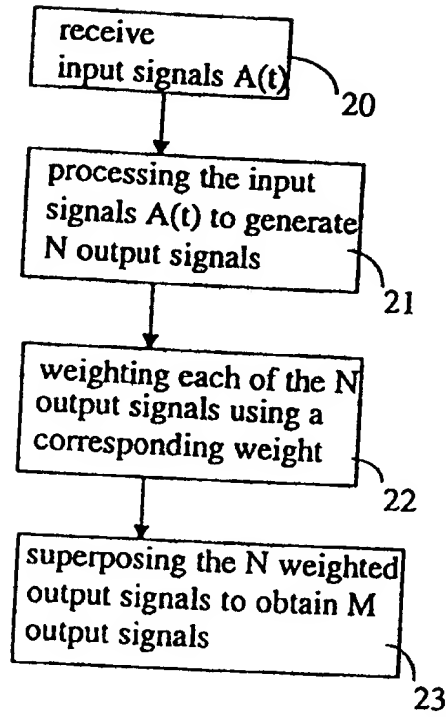 receive
input signals A(t)
20
processing the input
signals A(t) to generate
N output signals
21
weighting each of the N
output signals using a
corresponding weight
22
superposing the N weighted
output signals to obtain M
output signals
23